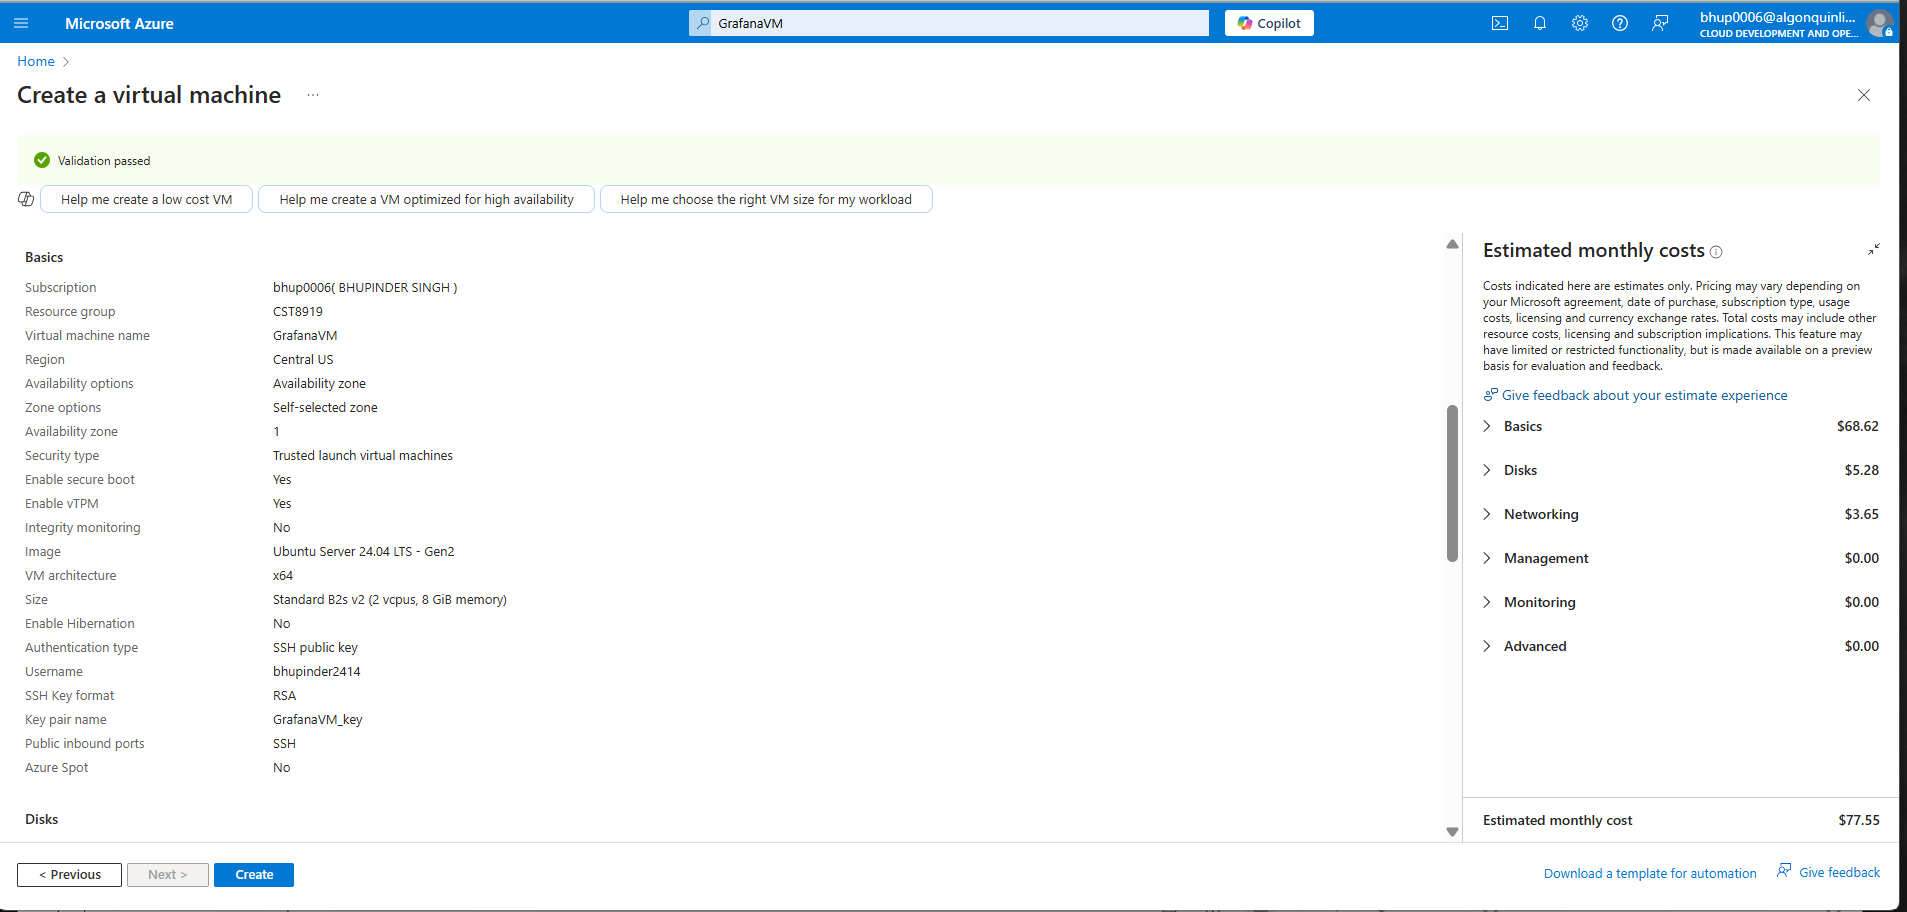 Microsoft Azure
GrafanaVM
Copilot
bhup0006@algonquinli...
CLOUD DEVELOPMENT AND OPE...
Home
Create a virtual machine
...
Validation passed
Help me create a low cost VM
Help me create a VM optimized for high availability
Help me choose the right VM size for my workload
Basics
Subscription bhup0006( BHUPINDER SINGH )
Resource group CST8919
Virtual machine name GrafanaVM
Region Central US
Availability options Availability zone
Zone options Self-selected zone
Availability zone 1
Security type Trusted launch virtual machines
Enable secure boot Yes
Enable vTPM Yes
Integrity monitoring No
Image Ubuntu Server 24.04 LTS - Gen2
VM architecture x64
Size Standard B2s v2 (2 vcpus, 8 GiB memory)
Enable Hibernation No
Authentication type SSH public key
Username bhupinder2414
SSH Key format RSA
Key pair name GrafanaVM_key
Public inbound ports SSH
Azure Spot No
Disks
Estimated monthly costs
Costs indicated here are estimates only. Pricing may vary depending on
your Microsoft agreement, date of purchase, subscription type, usage
costs, licensing and currency exchange rates. Total costs may include other
resource costs, licensing and subscription implications. This feature may
have limited or restricted functionality, but is made available on a preview
basis for evaluation and feedback.
Give feedback about your estimate experience
Basics $68.62
Disks $5.28
Networking $3.65
Management $0.00
Monitoring $0.00
Advanced $0.00
Estimated monthly cost $77.55
< Previous
Next >
Create
Download a template for automation
Give feedback